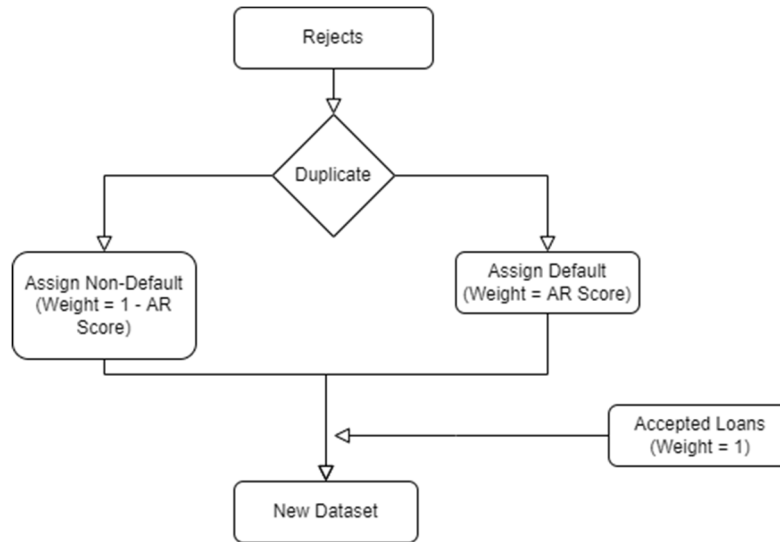 Rejects
Duplicate
Assign Non-Default
(Weight = 1 - AR
Score)
Assign Default
(Weight = AR Score)
Accepted Loans
(Weight = 1)
New Dataset